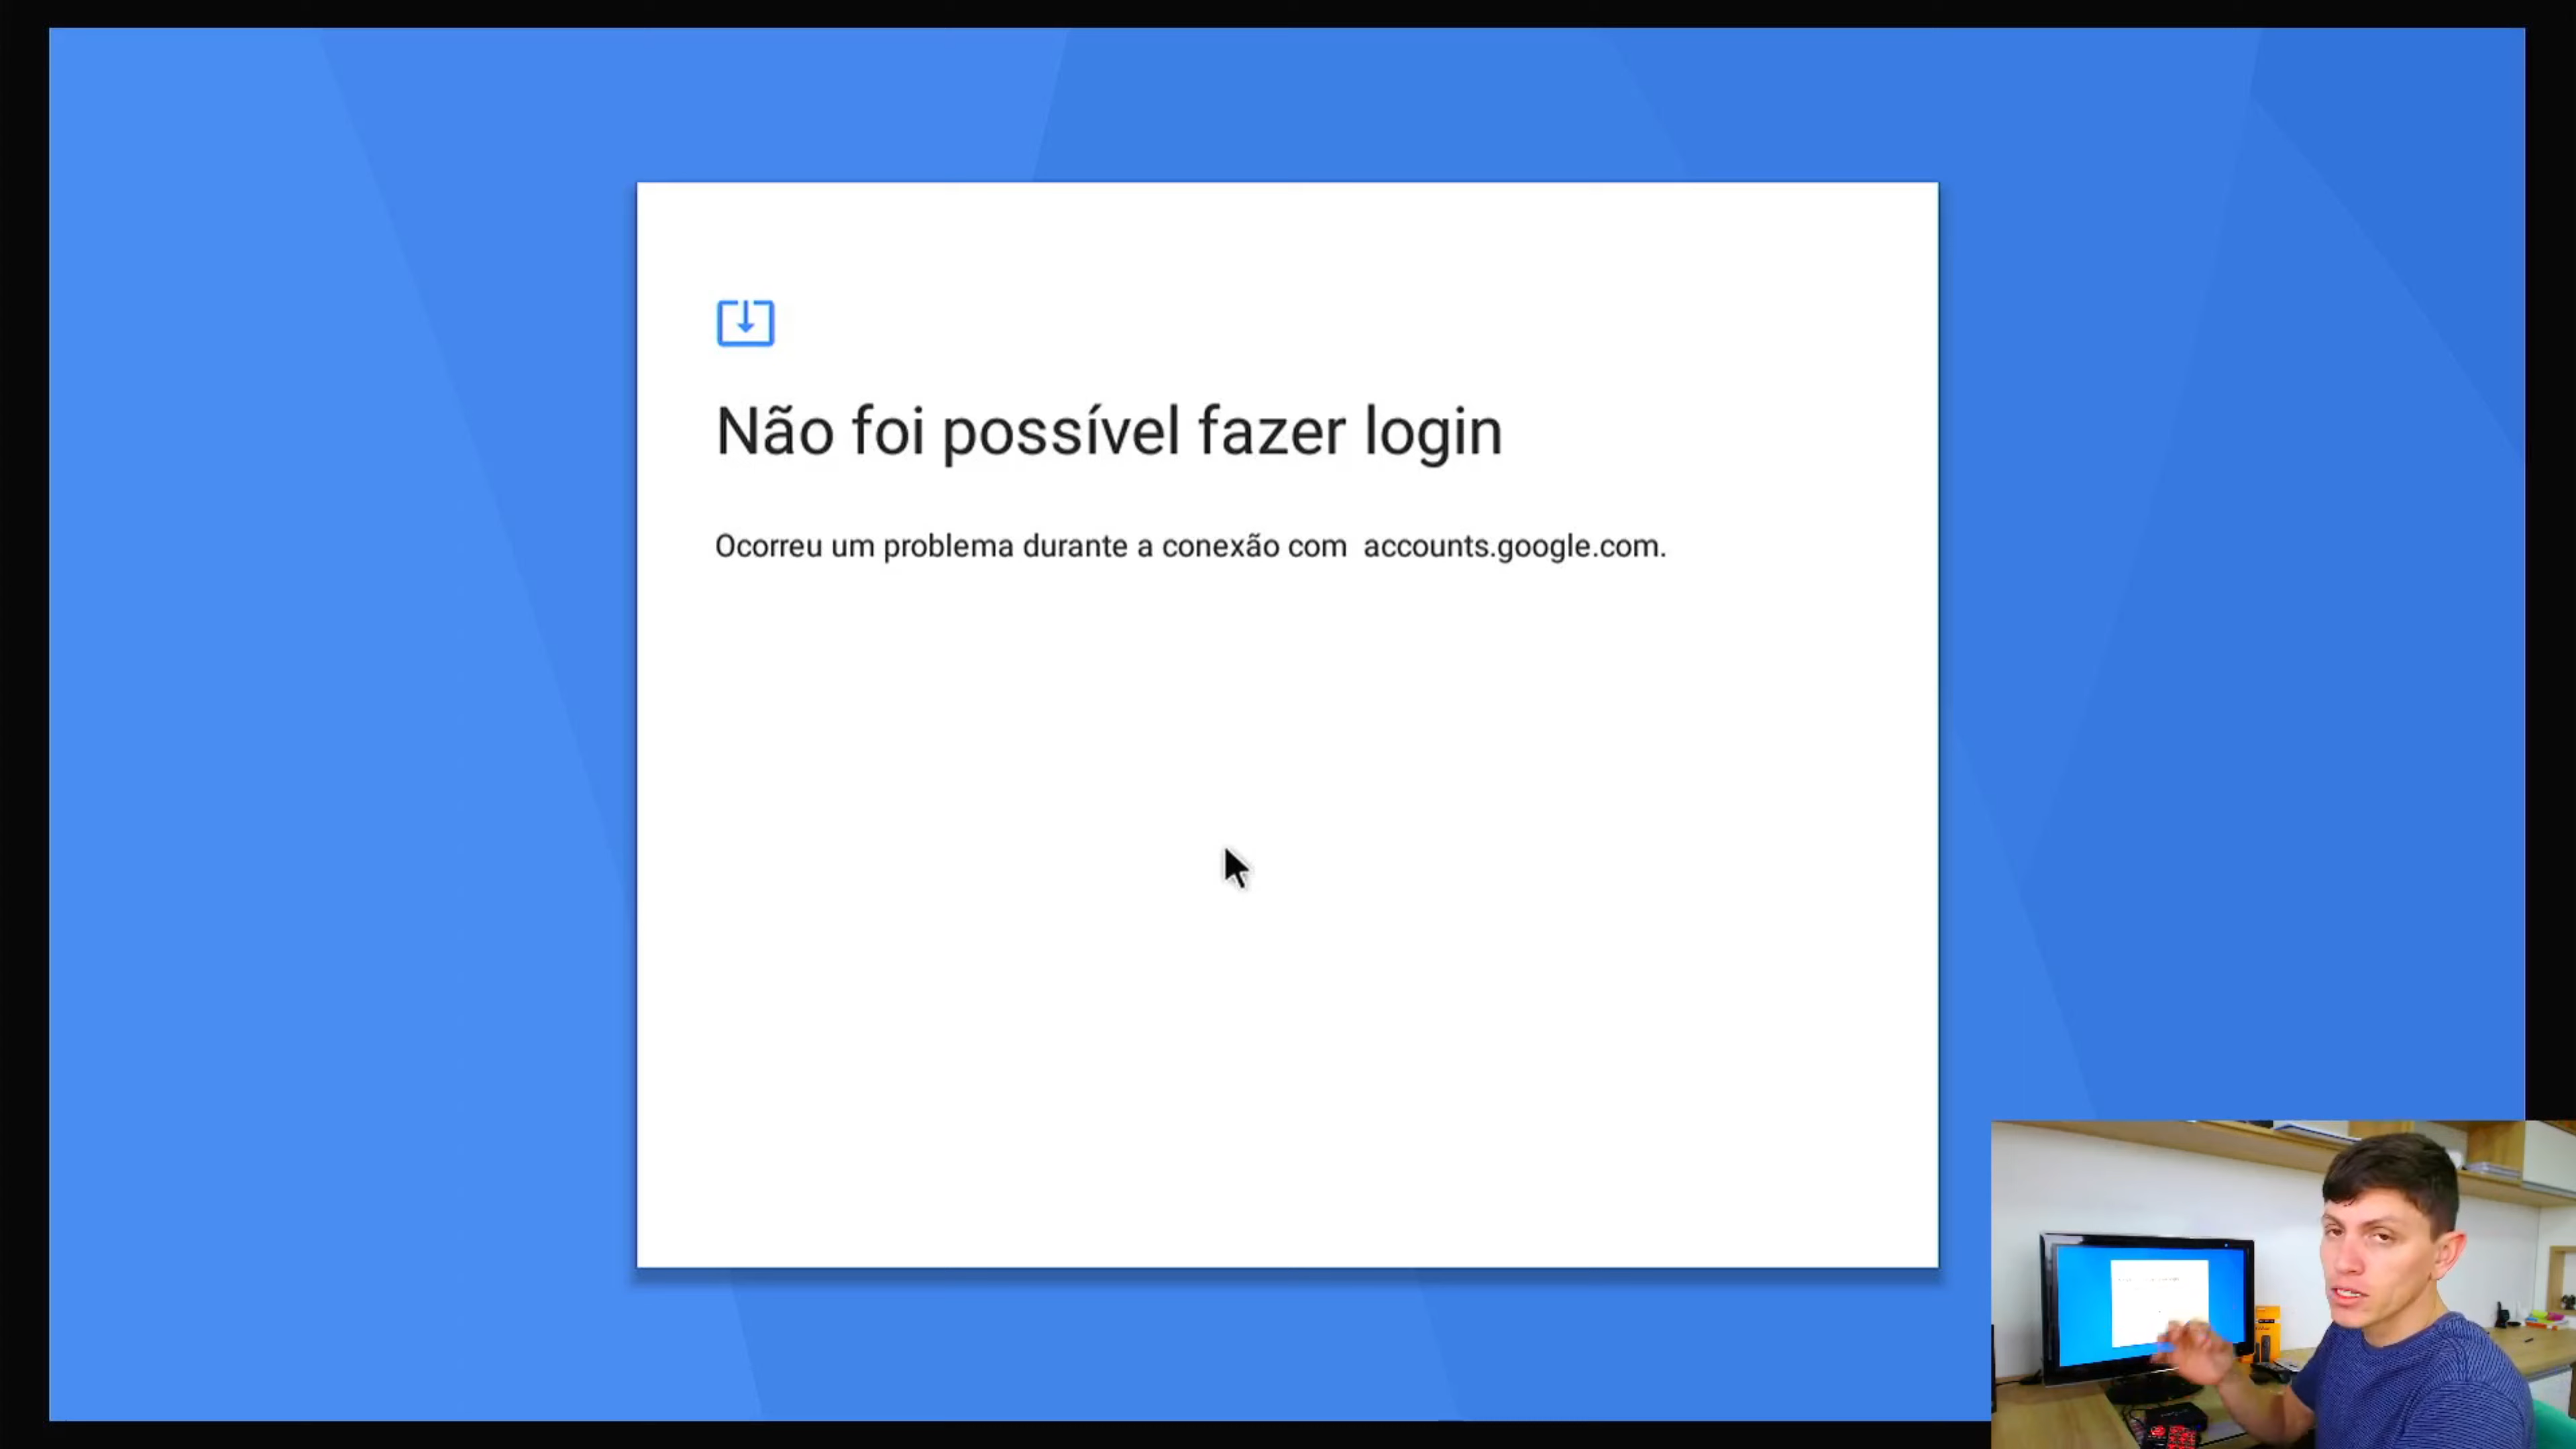 Não foi possível fazer login
Ocorreu um problema durante a conexão com accounts.google.com.